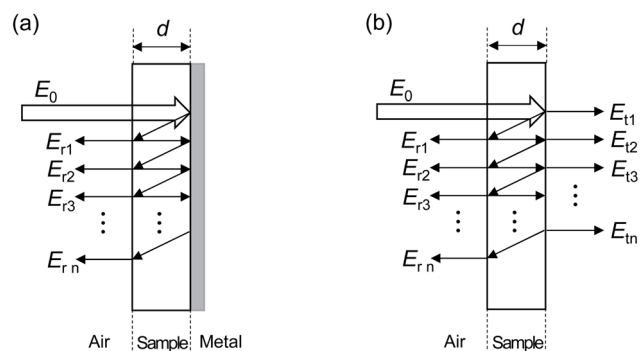 (a)
d
E0
Er1
Er2
Er3
Er n
Air
Sample
Metal
(b)
d
E0
Et1
Er1
Et2
Er2
Et3
Er3
Etn
Er n
Air
Sample